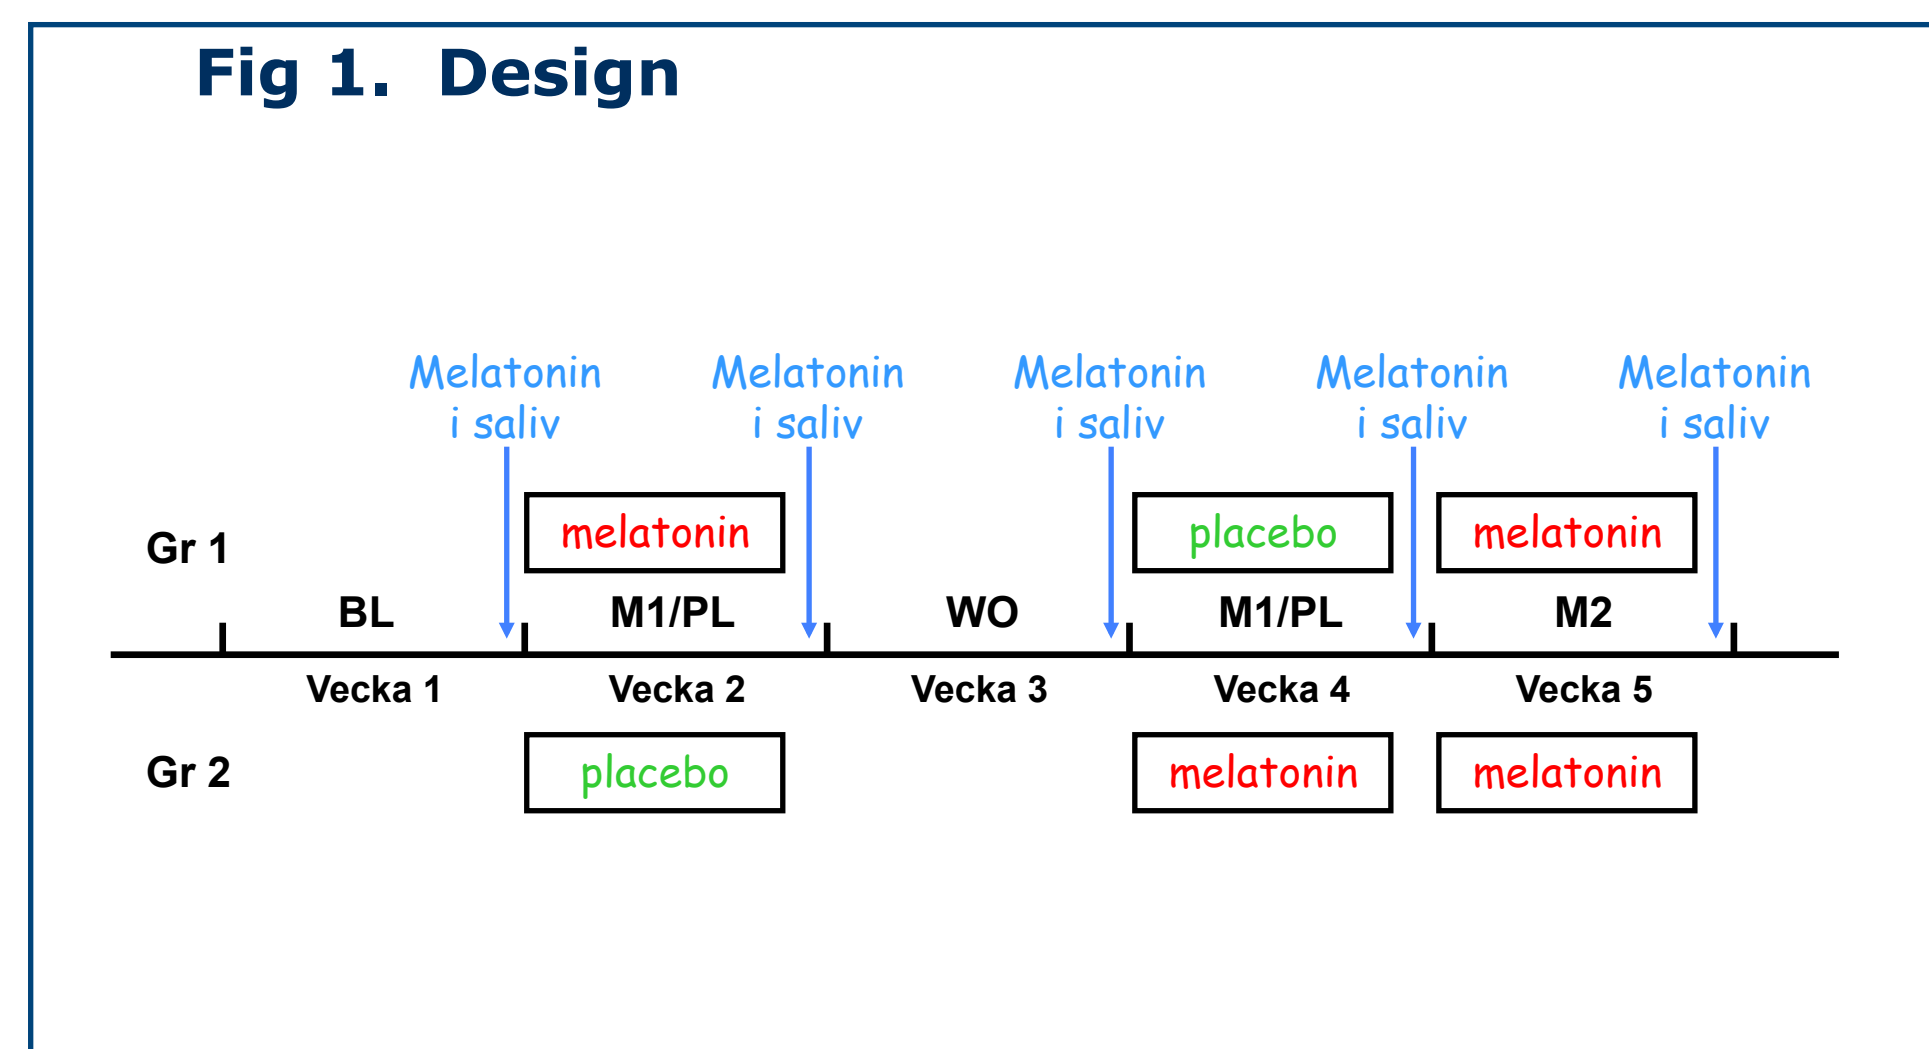 Fig 1. Design
Melatonin i saliv
Melatonin i saliv
Melatonin i saliv
Melatonin i saliv
Melatonin i saliv
Gr 1
melatonin
placebo
melatonin
BL M1/PL WO M1/PL M2
Vecka 1 Vecka 2 Vecka 3 Vecka 4 Vecka 5
Gr 2
placebo
melatonin
melatonin